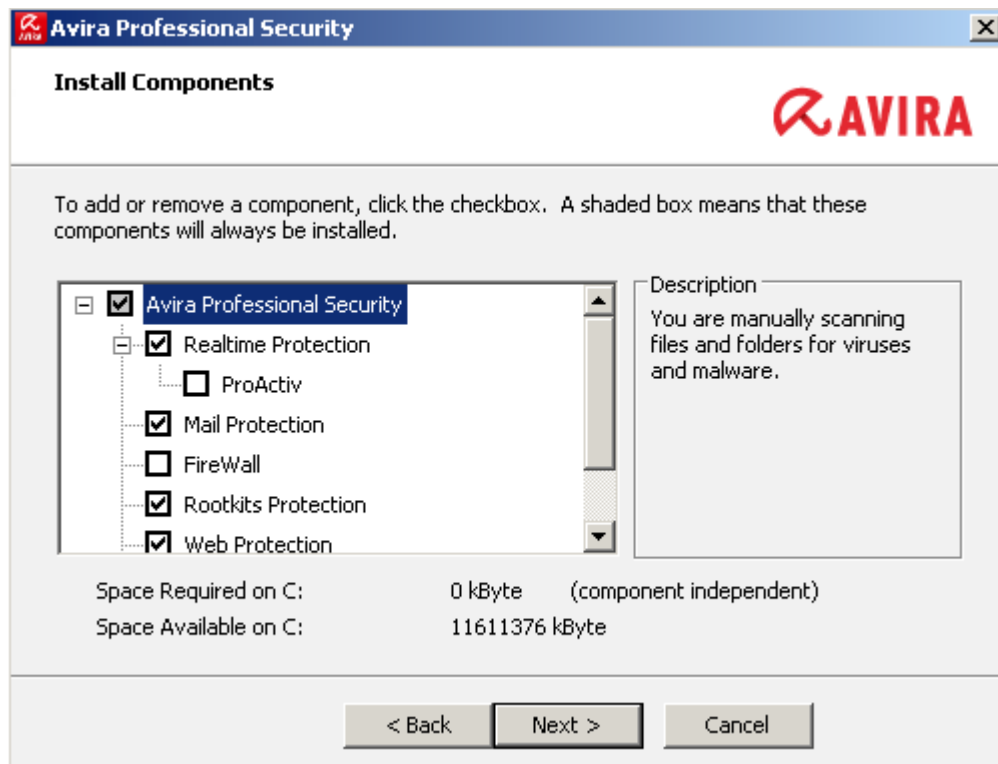 Avira Professional Security
Install Components
AVIRA
To add or remove a component, click the checkbox.  A shaded box means that these
components will always be installed.
Avira Professional Security
Realtime Protection
ProActiv
Mail Protection
FireWall
Rootkits Protection
Web Protection
Description
You are manually scanning
files and folders for viruses
and malware.
Space Required on C: 0 kByte (component independent)
Space Available on C: 11611376 kByte
< Back Next > Cancel